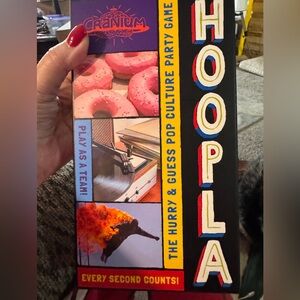 CRANIUM
HOOPLA
THE HURRY & GUESS POP CULTURE PARTY GAME
PLAY AS A TEAM!
EVERY SECOND COUNTS!